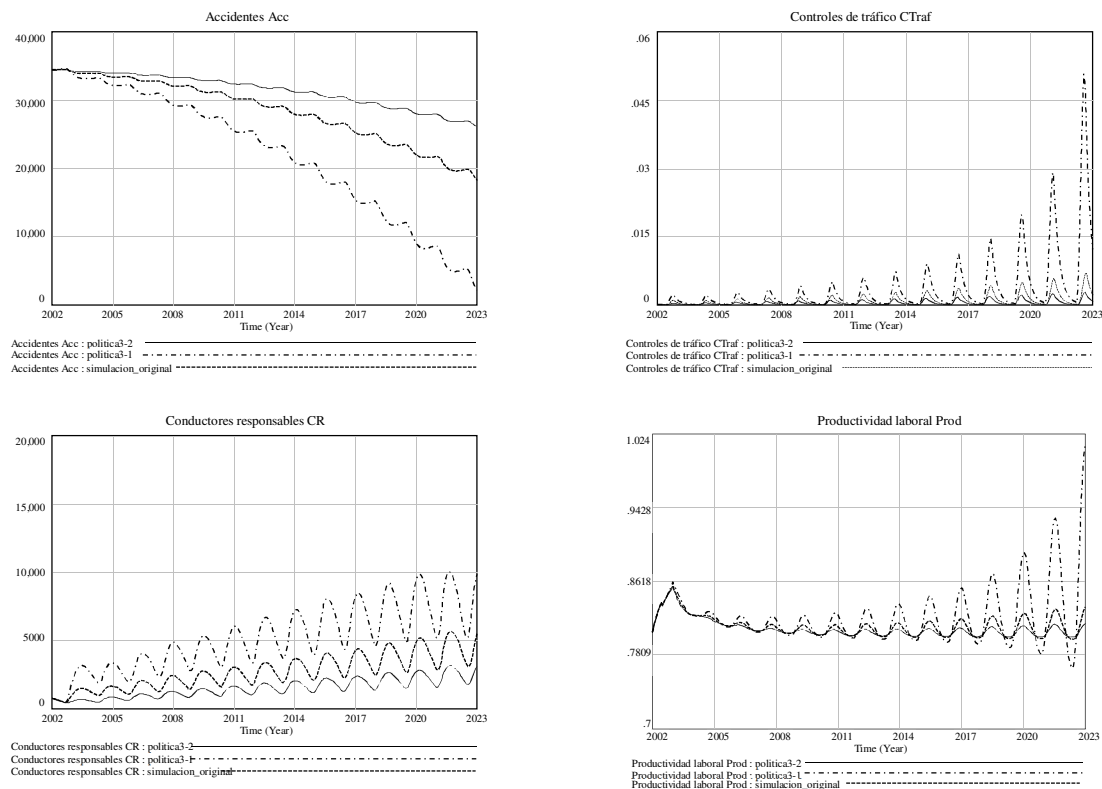 Accidentes Acc
40,000
30,000
20,000
10,000
0
2002 2005 2008 2011 2014 2017 2020 2023
Time (Year)
Accidentes Acc : politica3-2
Accidentes Acc : politica3-1
Accidentes Acc : simulacion_original
Controles de tráfico CTraf
.06
.045
.03
.015
0
2002 2005 2008 2011 2014 2017 2020 2023
Time (Year)
Controles de tráfico CTraf : politica3-2
Controles de tráfico CTraf : politica3-1
Controles de tráfico CTraf : simulacion_original
Conductores responsables CR
20,000
15,000
10,000
5000
0
2002 2005 2008 2011 2014 2017 2020 2023
Time (Year)
Conductores responsables CR : politica3-2
Conductores responsables CR : politica3-1
Conductores responsables CR : simulacion_original
Productividad laboral Prod
1.024
.9428
.8618
.7809
.7
2002 2005 2008 2011 2014 2017 2020 2023
Time (Year)
Productividad laboral Prod : politica3-2
Productividad laboral Prod : politica3-1
Productividad laboral Prod : simulacion_original